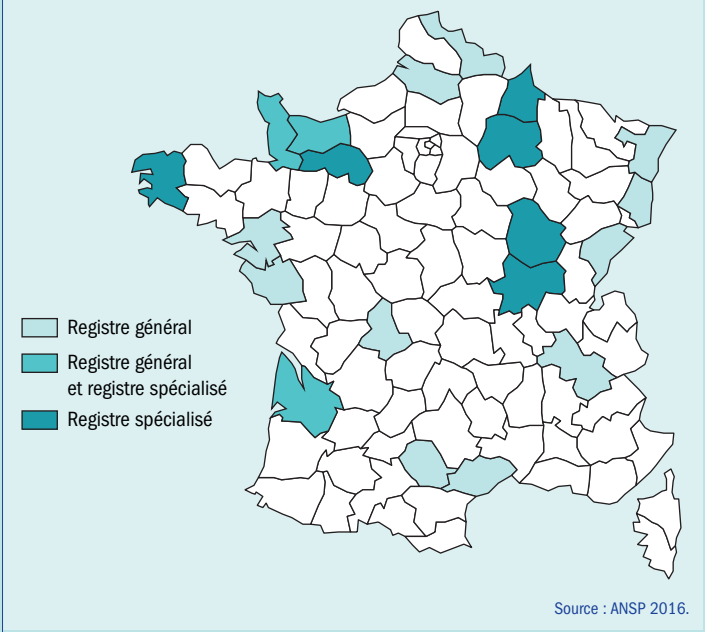 Registre général
Registre général
et registre spécialisé
Registre spécialisé
Source : ANSP 2016.